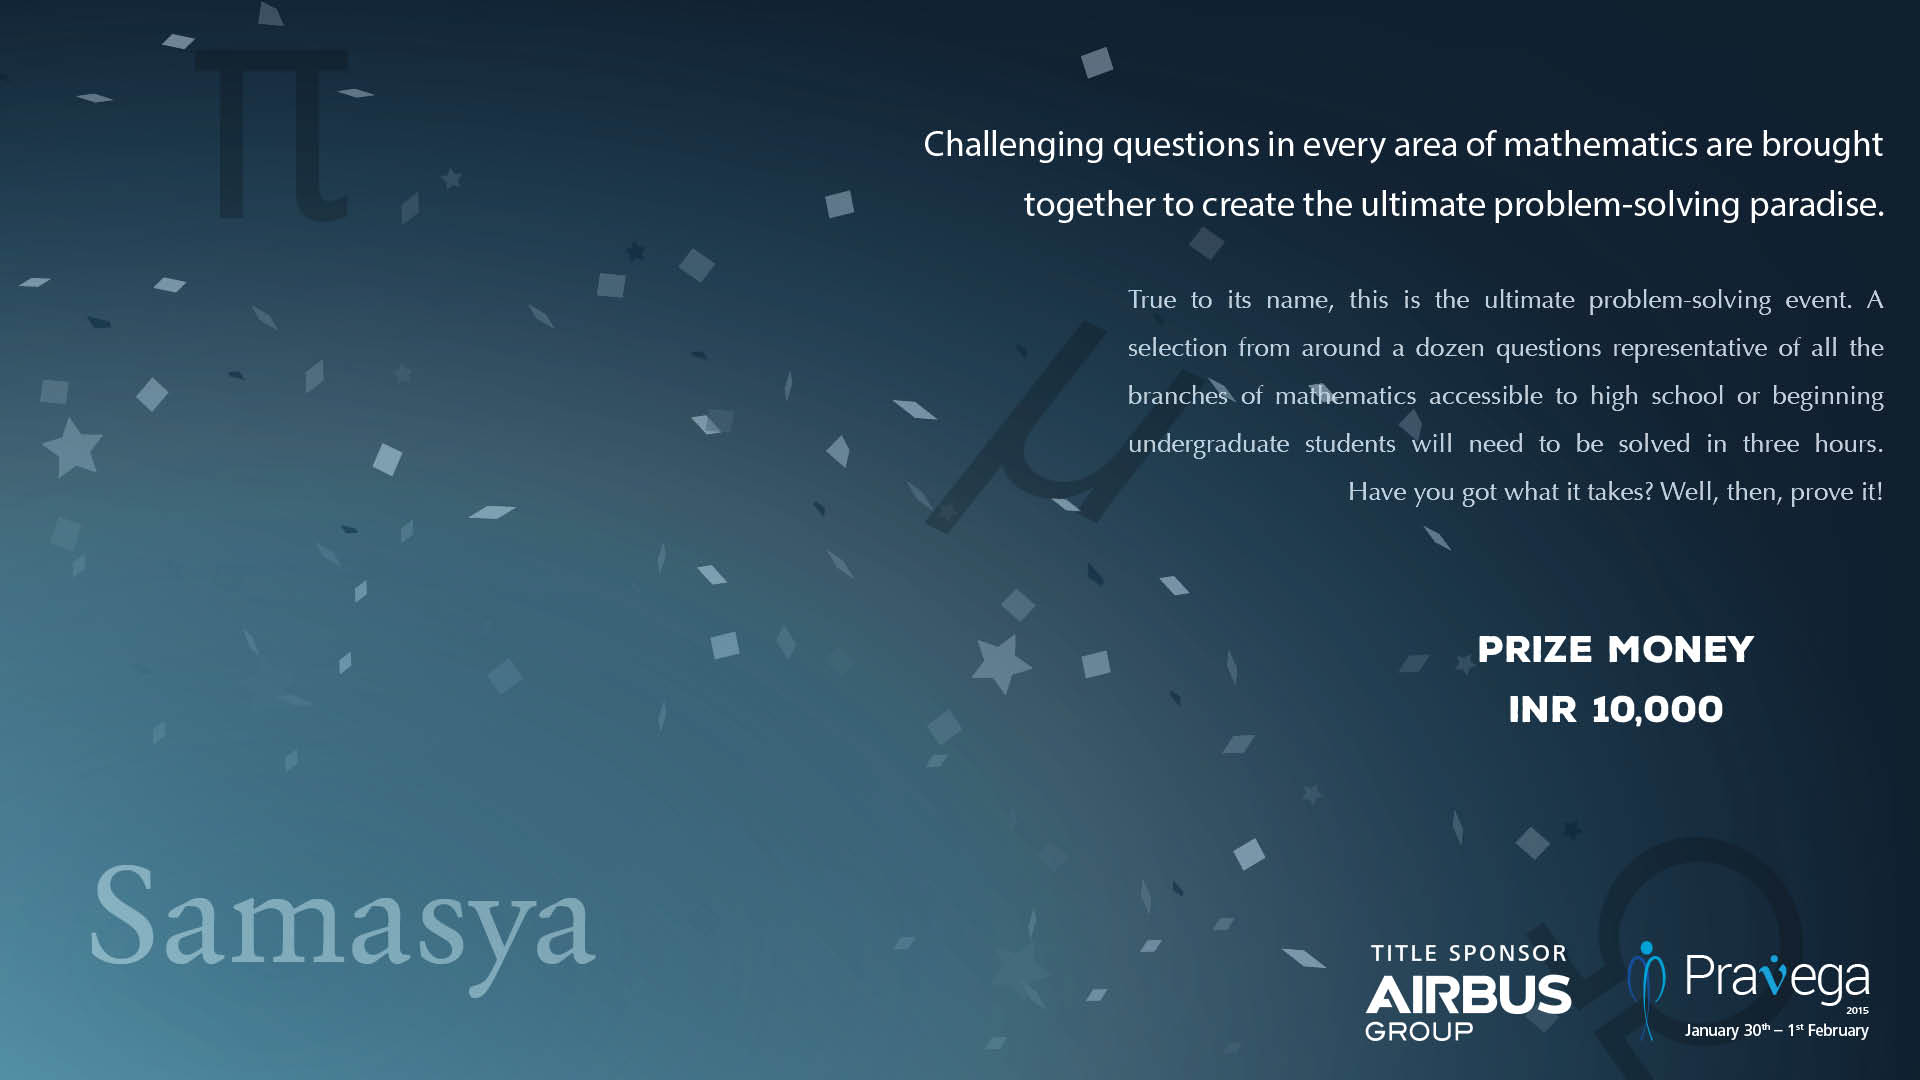 π
Challenging questions in every area of mathematics are brought
together to create the ultimate problem-solving paradise.
μ
True to its name, this is the ultimate problem-solving event. A
selection from around a dozen questions representative of all the
branches of mathematics accessible to high school or beginning
undergraduate students will need to be solved in three hours.
Have you got what it takes? Well, then, prove it!
PRIZE MONEY
INR 10,000
Samasya
TITLE SPONSOR
AIRBUS
GROUP
Pravega
2015
January 30th – 1st February